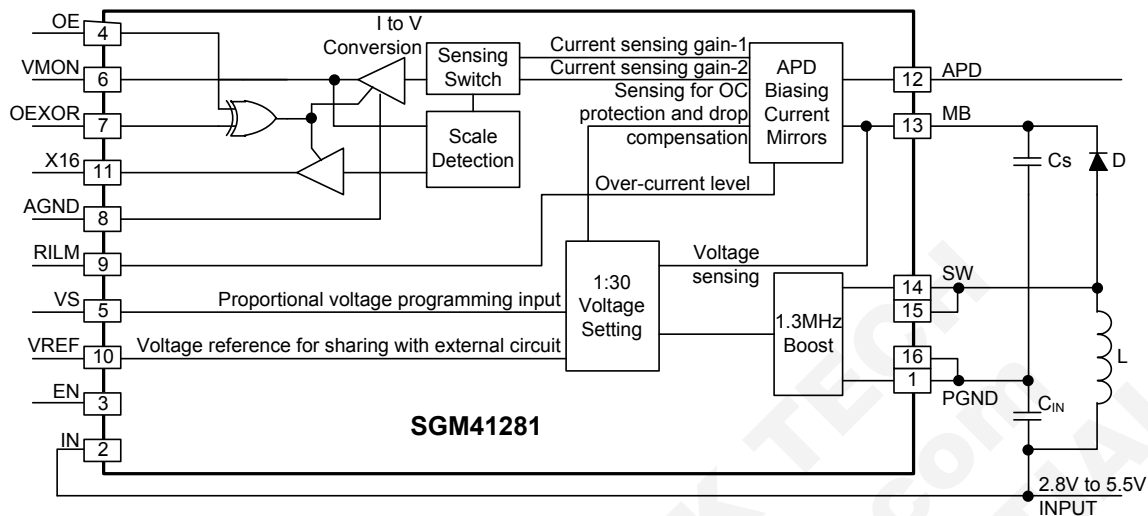 OE
4
VMON
6
OEXOR
7
X16
11
AGND
8
RILM
9
VS
5
VREF
10
EN
3
IN
2
I to V
Conversion
Sensing
Switch
Scale
Detection
Current sensing gain-1
Current sensing gain-2
Sensing for OC
protection and drop
compensation
APD
Biasing
Current
Mirrors
Over-current level
1:30
Voltage
Setting
Voltage
sensing
Proportional voltage programming input
Voltage reference for sharing with external circuit
1.3MHz
Boost
SGM41281
12
APD
13
MB
14
SW
15
16
1
PGND
Cs
D
L
CIN
2.8V to 5.5V
INPUT
TECH
com